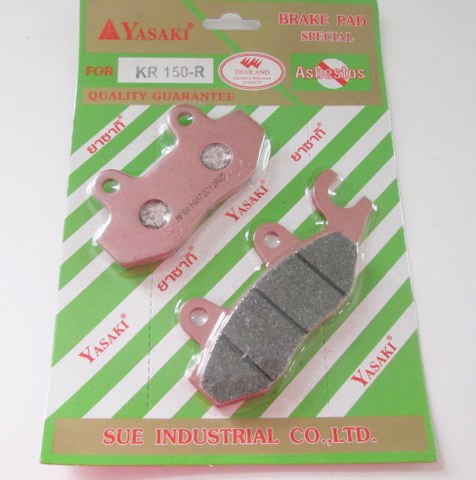 YASAKI
BRAKE PAD
SPECIAL
FOR KR 150-R
THAILAND
Asbestos
QUALITY GUARANTEE
ยาซากิ
ยาซากิ
YASAKI
ยาซากิ
YASAKI
YASAKI
YASAKI
SUE INDUSTRIAL CO.,LTD.